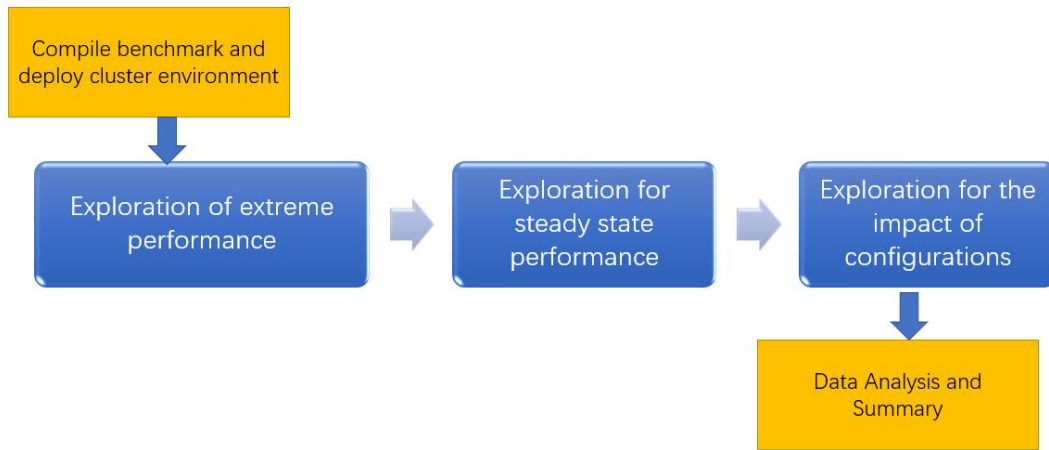 Compile benchmark and
deploy cluster environment
Exploration of extreme
performance
Exploration for
steady state
performance
Exploration for the
impact of
configurations
Data Analysis and
Summary